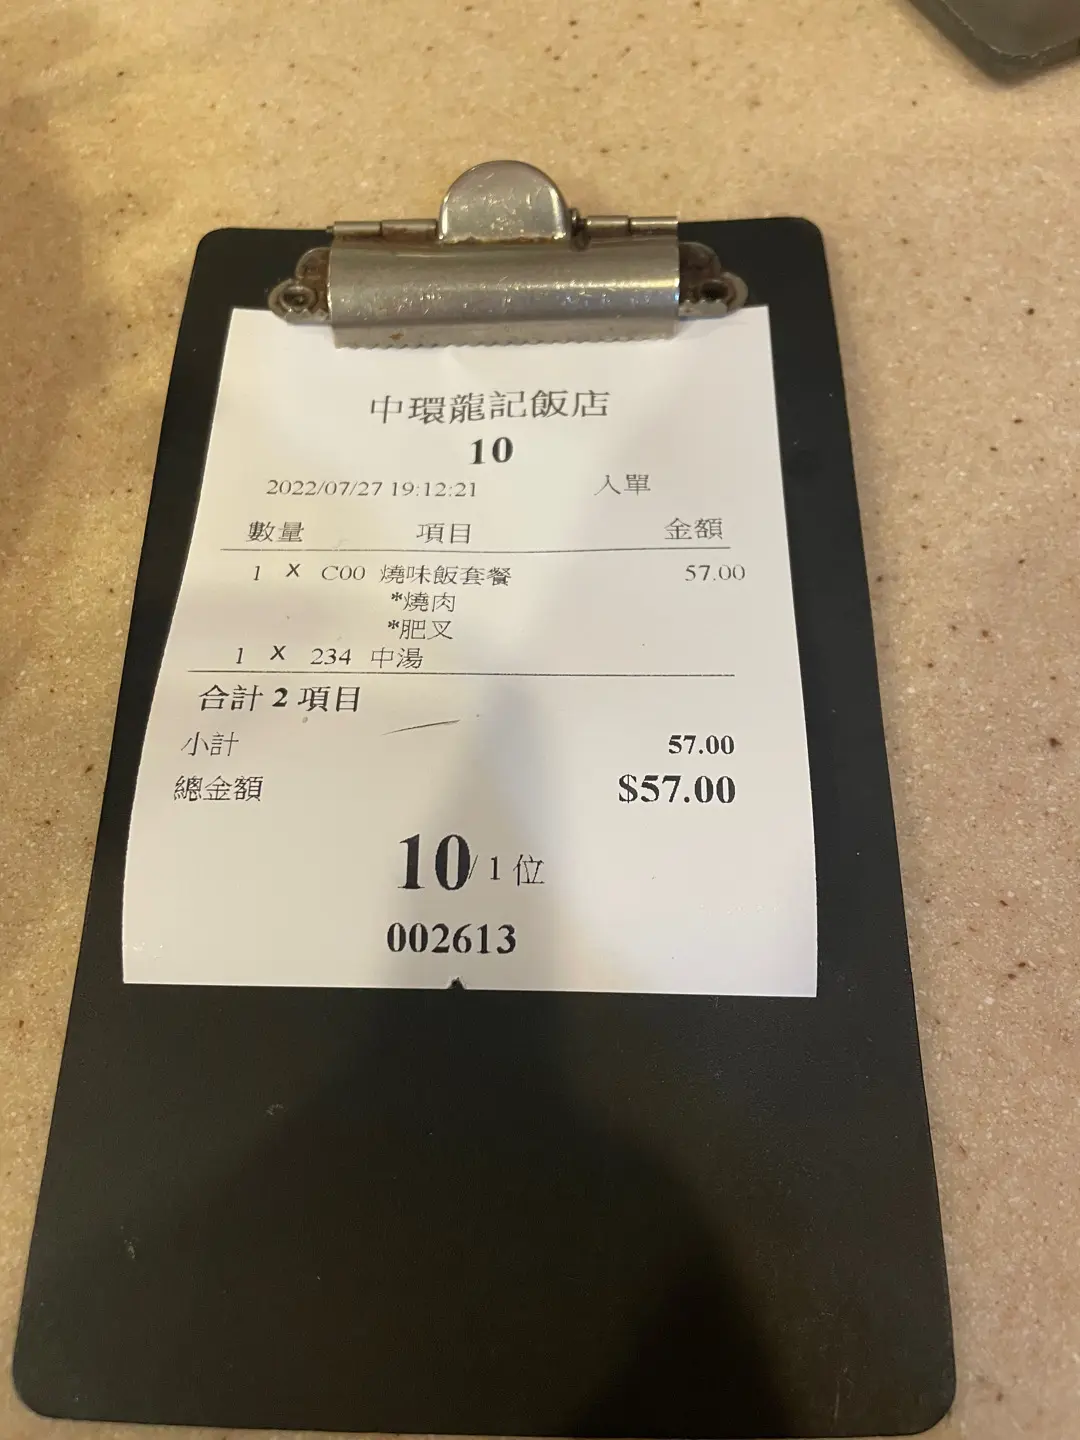 中環龍記飯店
10
2022/07/27 19:12:21 入單
數量 項目 金額
1 X C00 燒味飯套餐 57.00
*燒肉
*肥叉
1 X 234 中湯
合計 2 項目
小計 57.00
總金額 $57.00
10/ 1 位
002613